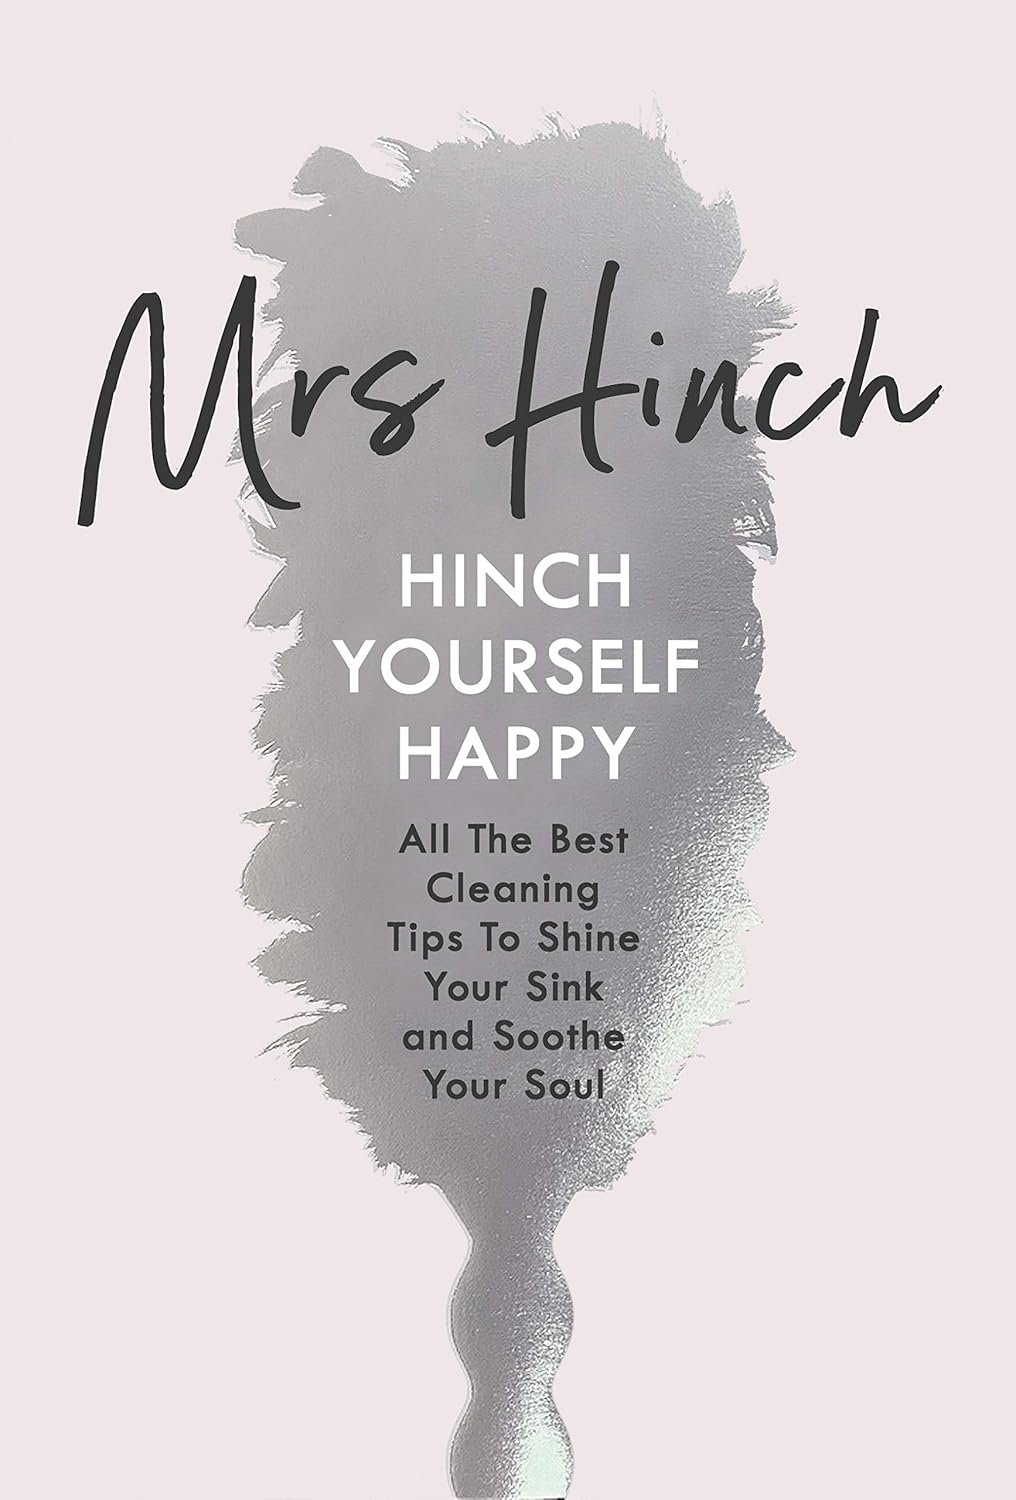 Mrs Hinch
HINCH
YOURSELF
HAPPY
All The Best
Cleaning
Tips To Shine
Your Sink
and Soothe
Your Soul